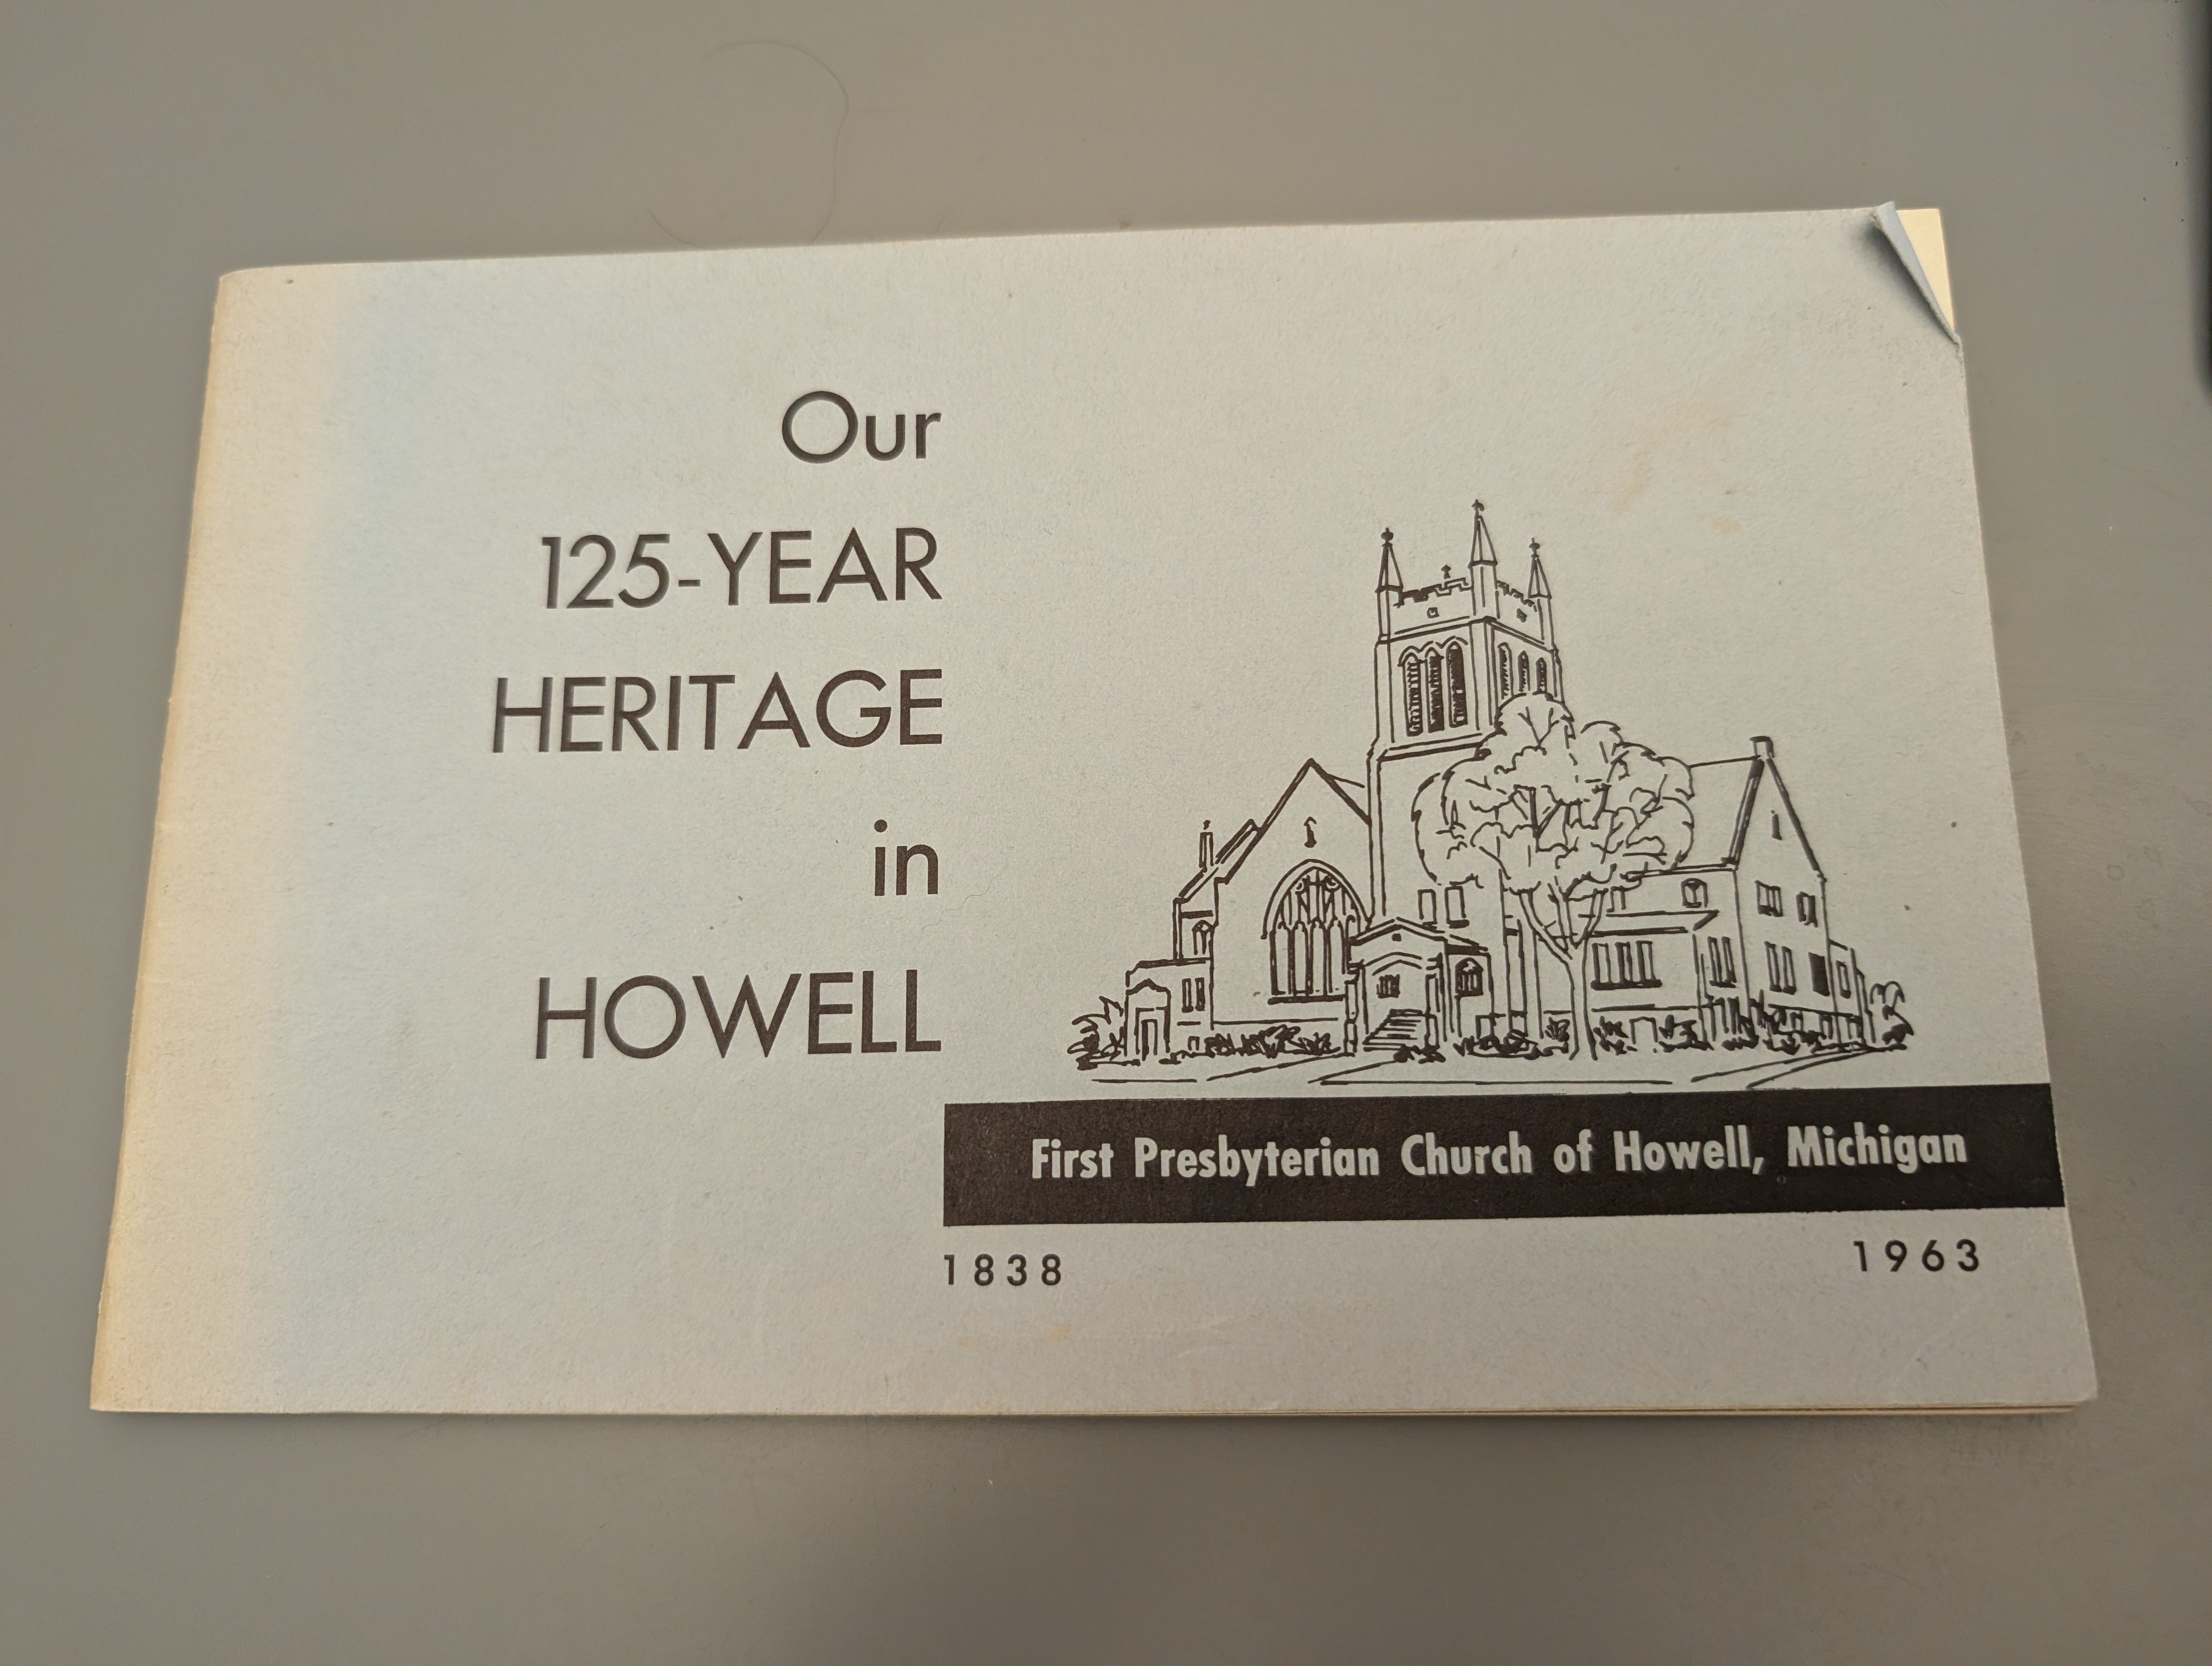 Our
125-YEAR
HERITAGE
in
HOWELL
First Presbyterian Church of Howell, Michigan
1838 1963